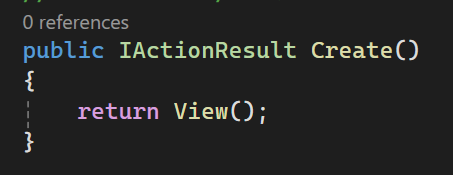 0 references
public IActionResult Create()
{
    return View();
}